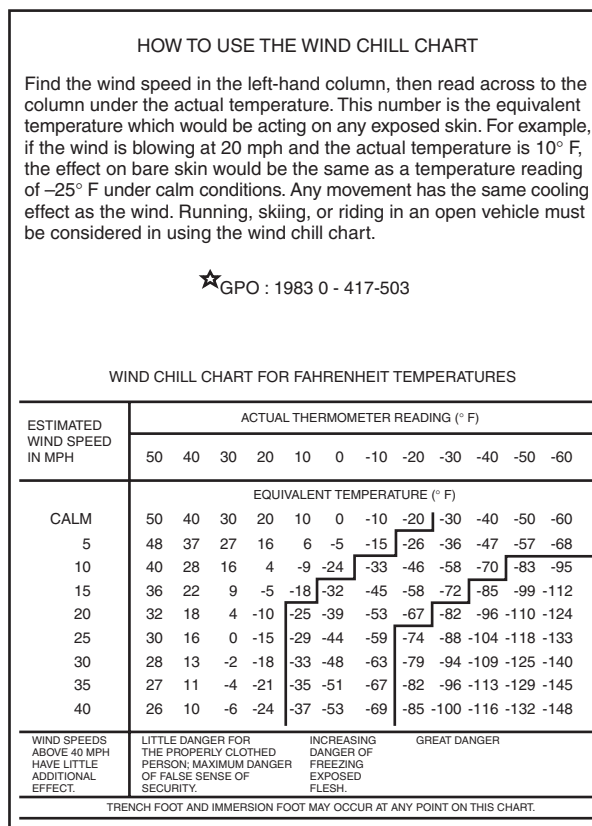 HOW TO USE THE WIND CHILL CHART
Find the wind speed in the left-hand column, then read across to the
column under the actual temperature. This number is the equivalent
temperature which would be acting on any exposed skin. For example,
if the wind is blowing at 20 mph and the actual temperature is 10° F,
the effect on bare skin would be the same as a temperature reading
of –25° F under calm conditions. Any movement has the same cooling
effect as the wind. Running, skiing, or riding in an open vehicle must
be considered in using the wind chill chart.
☆GPO : 1983 0 - 417-503
WIND CHILL CHART FOR FAHRENHEIT TEMPERATURES
ESTIMATED
WIND SPEED
IN MPH
ACTUAL THERMOMETER READING (° F)
50 40 30 20 10 0 -10 -20 -30 -40 -50 -60
EQUIVALENT TEMPERATURE (° F)
CALM 50 40 30 20 10 0 -10 -20 -30 -40 -50 -60
5 48 37 27 16 6 -5 -15 -26 -36 -47 -57 -68
10 40 28 16 4 -9 -24 -33 -46 -58 -70 -83 -95
15 36 22 9 -5 -18 -32 -45 -58 -72 -85 -99 -112
20 32 18 4 -10 -25 -39 -53 -67 -82 -96 -110 -124
25 30 16 0 -15 -29 -44 -59 -74 -88 -104 -118 -133
30 28 13 -2 -18 -33 -48 -63 -79 -94 -109 -125 -140
35 27 11 -4 -21 -35 -51 -67 -82 -96 -113 -129 -145
40 26 10 -6 -24 -37 -53 -69 -85 -100 -116 -132 -148
WIND SPEEDS
ABOVE 40 MPH
HAVE LITTLE
ADDITIONAL
EFFECT.
LITTLE DANGER FOR
THE PROPERLY CLOTHED
PERSON; MAXIMUM DANGER
OF FALSE SENSE OF
SECURITY.
INCREASING
DANGER OF
FREEZING
EXPOSED
FLESH.
GREAT DANGER
TRENCH FOOT AND IMMERSION FOOT MAY OCCUR AT ANY POINT ON THIS CHART.